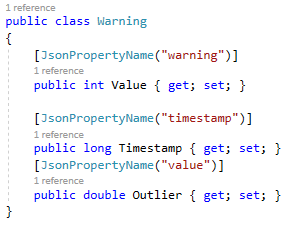 1 reference
public class Warning
{
[JsonPropertyName("warning")]
1 reference
public int Value { get; set; }
[JsonPropertyName("timestamp")]
1 reference
public long Timestamp { get; set; }
[JsonPropertyName("value")]
1 reference
public double Outlier { get; set; }
}